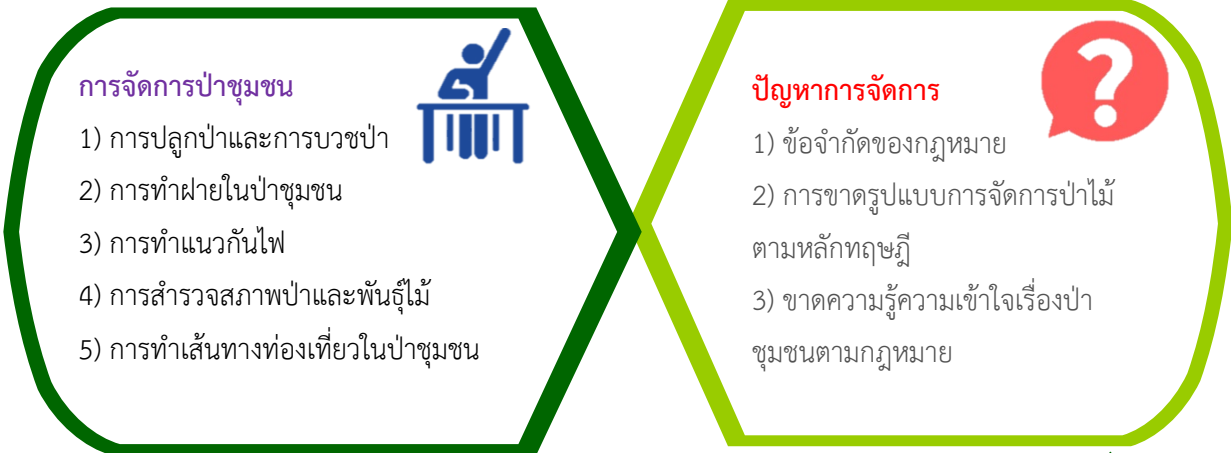 การจัดการป่าชุมชน
1) การปลูกป่าและการบวชป่า
2) การทำฝายในป่าชุมชน
3) การทำแนวกันไฟ
4) การสำรวจสภาพป่าและพันธุ์ไม้
5) การทำเส้นทางท่องเที่ยวในป่าชุมชน
ปัญหาการจัดการ
1) ข้อจำกัดของกฎหมาย
2) การขาดรูปแบบการจัดการป่าไม้
ตามหลักทฤษฎี
3) ขาดความรู้ความเข้าใจเรื่องป่า
ชุมชนตามกฎหมาย
?